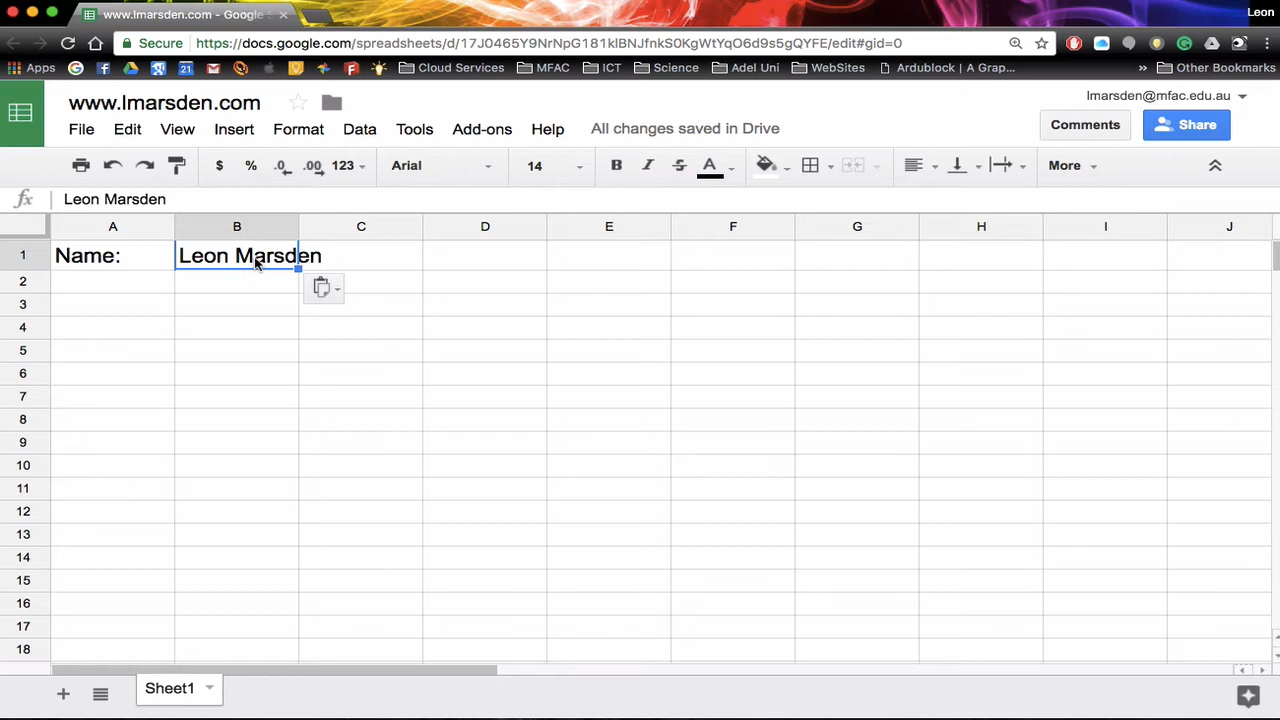 www.lmarsden.com - Google S
Leon
Secure https://docs.google.com/spreadsheets/d/17J0465Y9NrNpG181klBNJfnkS0KgWtYqO6d9s5gQYFE/edit#gid=0
Apps Cloud Services MFAC ICT Science Adel Uni WebSites Ardublock | A Grap... » Other Bookmarks
www.lmarsden.com
lmarsden@mfac.edu.au
File Edit View Insert Format Data Tools Add-ons Help All changes saved in Drive
Comments Share
$ % .0 .00 123 Arial 14 B I S A More
fx Leon Marsden
A B C D E F G H I J
1 Name: Leon Marsden
2
3
4
5
6
7
8
9
10
11
12
13
14
15
16
17
18
+ Sheet1